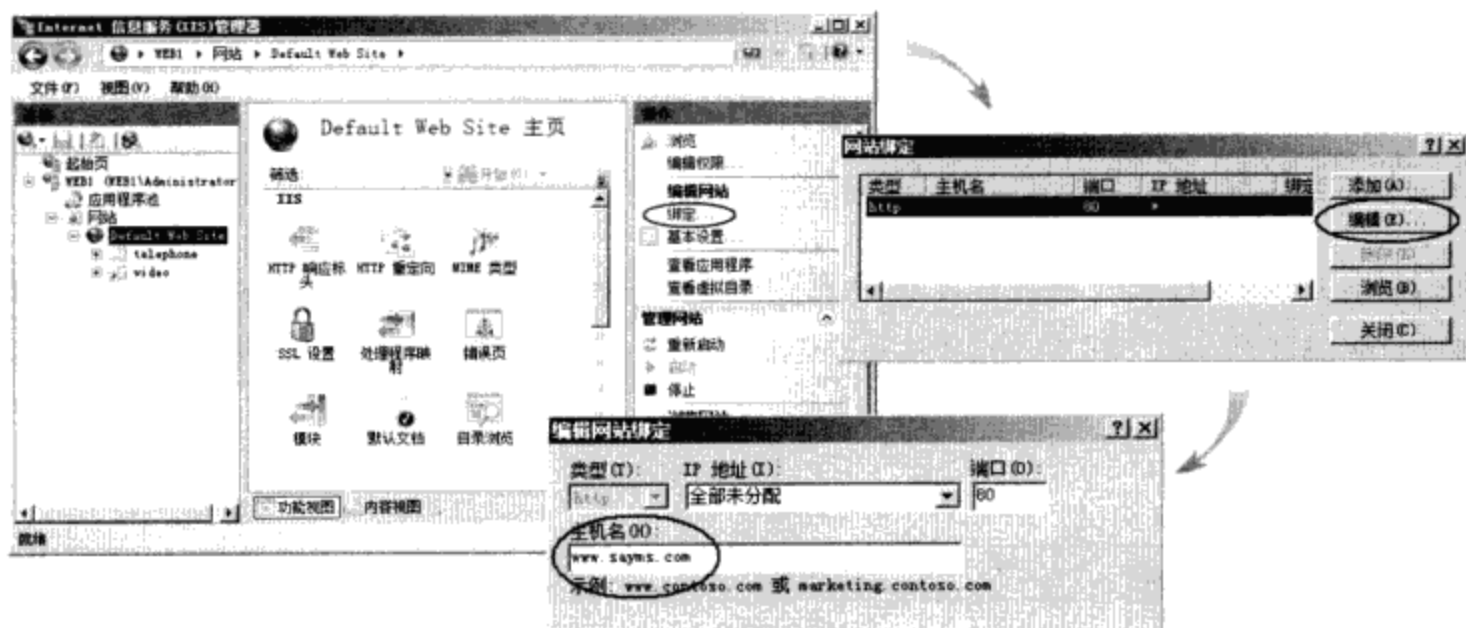 Internet 信息服务(IIS)管理器
WEB1 网站 Default Web Site
文件(F) 视图(V) 帮助(H)
起始页
WEB1 (WEB1\Administrator
应用程序池
网站
Default Web Site
telephone
video
就绪
Default Web Site 主页
筛选:
IIS
HTTP 响应标头
HTTP 重定向
MIME 类型
SSL 设置
处理程序映射
错误页
模块
默认文档
目录浏览
功能视图 内容视图
操作
浏览
编辑权限
编辑网站
绑定...
基本设置
查看应用程序
查看虚拟目录
管理网站
重新启动
启动
停止
浏览网站
网站绑定
类型 主机名 端口 IP 地址 绑定
http 80 *
添加(A)...
编辑(E)...
删除(R)
浏览(B)
关闭(C)
编辑网站绑定
类型(T): IP 地址(I): 端口(O):
http 全部未分配 80
主机名(H):
www.sayms.com
示例: www.contoso.com 或 marketing.contoso.com